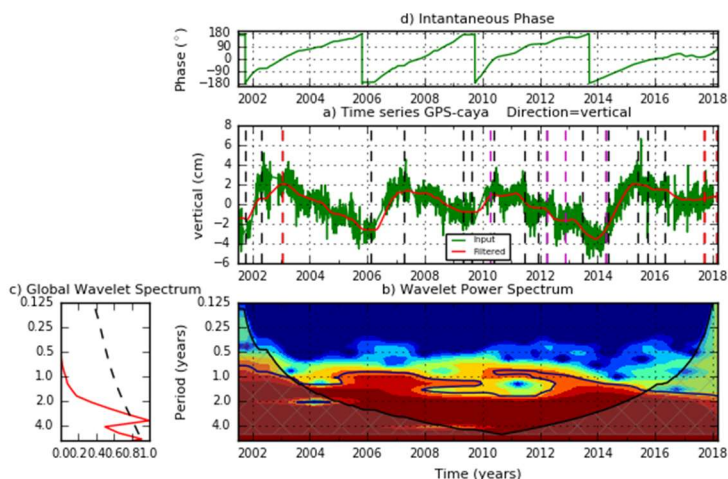 d) Intantaneous Phase
Phase (°)
180
90
0
−90
−180
2002 2004 2006 2008 2010 2012 2014 2016 2018
a) Time series GPS-caya Direction=vertical
vertical (cm)
8
6
4
2
0
−2
−4
−6
Input
Filtered
2002 2004 2006 2008 2010 2012 2014 2016 2018
c) Global Wavelet Spectrum
0.125
0.25
0.5
1.0
2.0
4.0
0.00.20.40.60.81.0
b) Wavelet Power Spectrum
Period (years)
0.125
0.25
0.5
1.0
2.0
4.0
2002 2004 2006 2008 2010 2012 2014 2016 2018
Time (years)